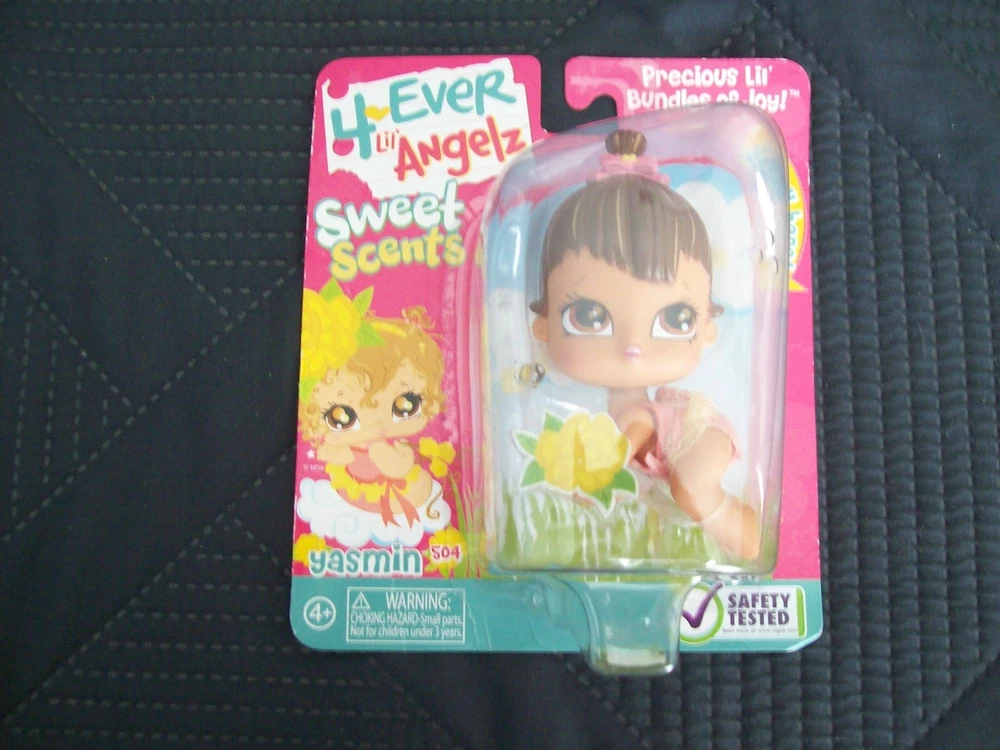 4 Ever
Lil' Angelz
Sweet
Scents
Precious Lil'
Bundles of Joy!™
yasmin 504
4+
WARNING:
CHOKING HAZARD-Small parts.
Not for children under 3 years.
SAFETY
TESTED